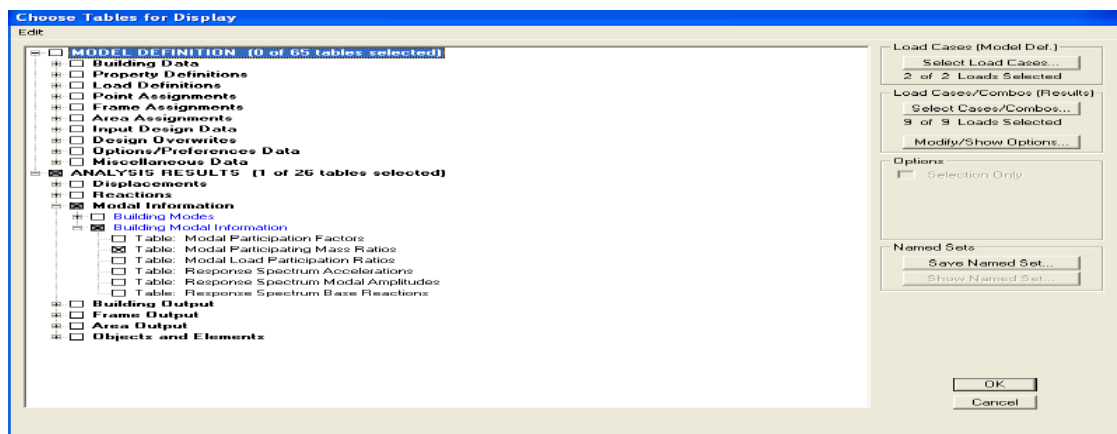 Choose Tables for Display
Edit
MODEL DEFINITION (0 of 65 tables selected)
Building Data
Property Definitions
Load Definitions
Point Assignments
Frame Assignments
Area Assignments
Input Design Data
Design Overwrites
Options/Preferences Data
Miscellaneous Data
ANALYSIS RESULTS (1 of 26 tables selected)
Displacements
Reactions
Modal Information
Building Modes
Building Modal Information
Table: Modal Participation Factors
Table: Modal Participating Mass Ratios
Table: Modal Load Participation Ratios
Table: Response Spectrum Accelerations
Table: Response Spectrum Modal Amplitudes
Table: Response Spectrum Base Reactions
Building Output
Frame Output
Area Output
Objects and Elements
Load Cases (Model Def.)
Select Load Cases...
2 of 2 Loads Selected
Load Cases/Combos (Results)
Select Cases/Combos...
9 of 9 Loads Selected
Modify/Show Options...
Options
Selection Only
Named Sets
Save Named Set...
Show Named Set...
OK
Cancel